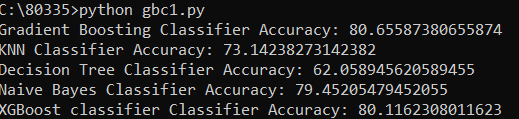 C:\80335>python gbc1.py
Gradient Boosting Classifier Accuracy: 80.65587380655874
KNN Classifier Accuracy: 73.14238273142382
Decision Tree Classifier Accuracy: 62.058945620589455
Naive Bayes Classifier Accuracy: 79.45205479452055
XGBoost classifier Classifier Accuracy: 80.1162308011623